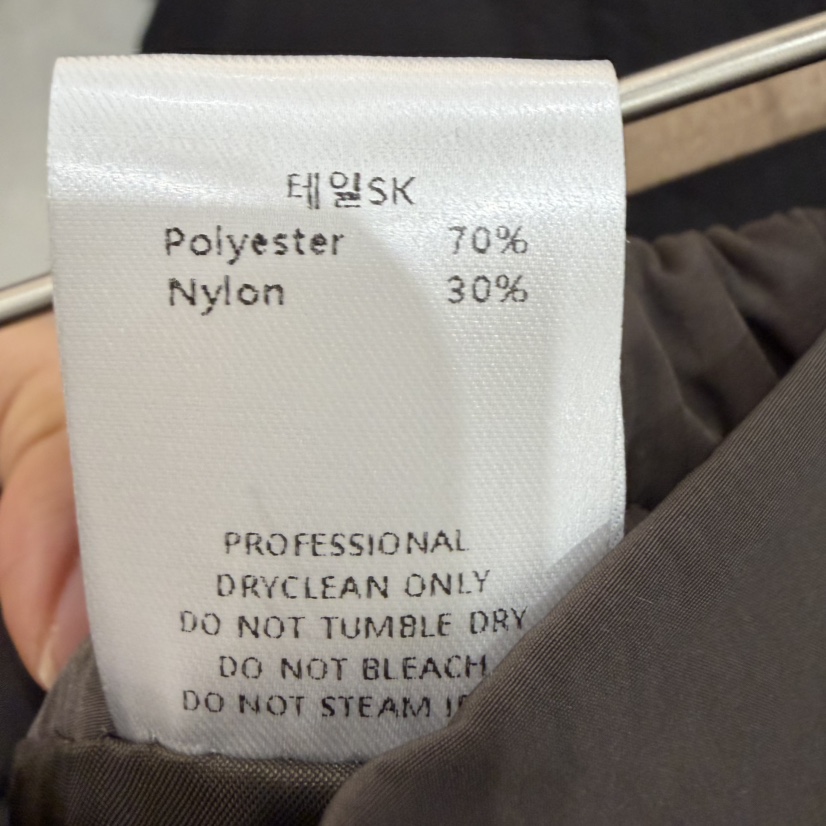 테일SK
Polyester 70%
Nylon 30%
PROFESSIONAL
DRYCLEAN ONLY
DO NOT TUMBLE DRY
DO NOT BLEACH
DO NOT STEAM